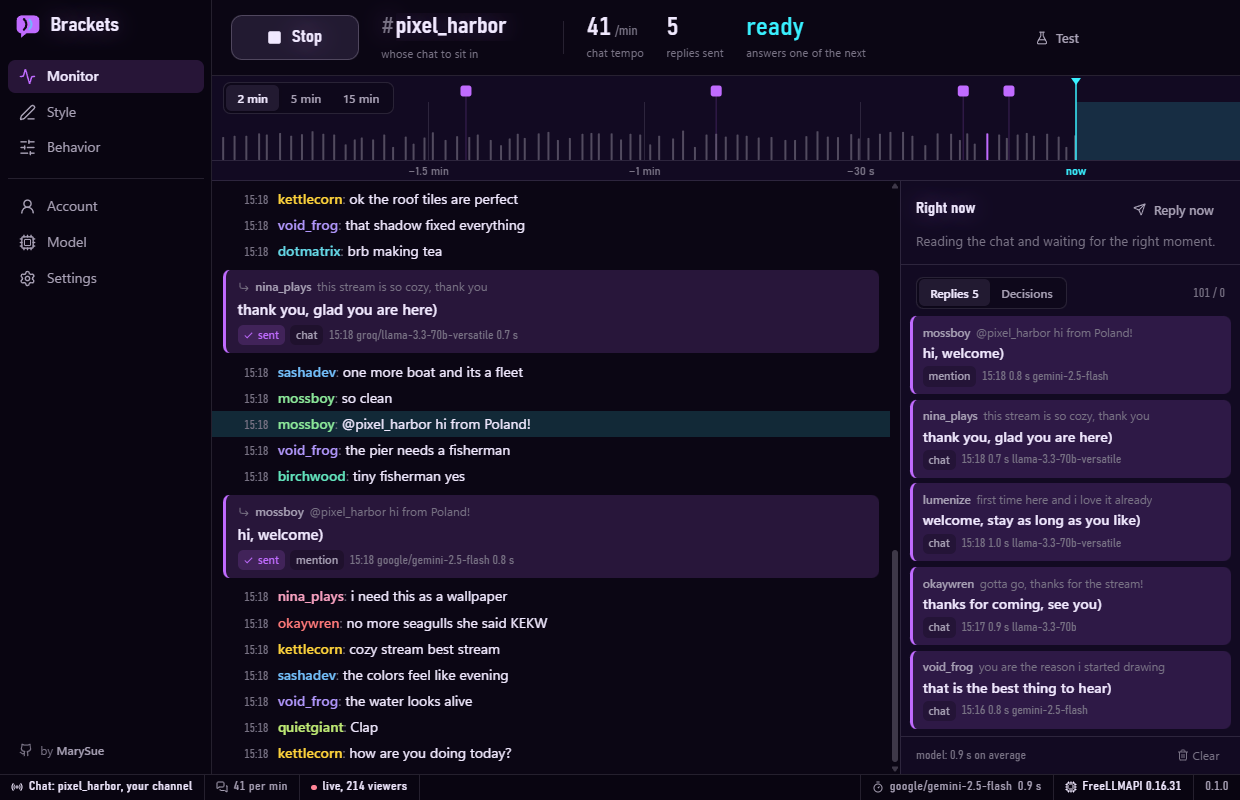 Brackets
Monitor
Style
Behavior
Account
Model
Settings
by MarySue
Stop
#pixel_harbor
whose chat to sit in
41 /min
chat tempo
5
replies sent
ready
answers one of the next
Test
2 min 5 min 15 min
−1.5 min −1 min −30 s now
15:18 kettlecorn: ok the roof tiles are perfect
15:18 void_frog: that shadow fixed everything
15:18 dotmatrix: brb making tea
nina_plays this stream is so cozy, thank you
thank you, glad you are here)
sent chat 15:18 groq/llama-3.3-70b-versatile 0.7 s
15:18 sashadev: one more boat and its a fleet
15:18 mossboy: so clean
15:18 mossboy: @pixel_harbor hi from Poland!
15:18 void_frog: the pier needs a fisherman
15:18 birchwood: tiny fisherman yes
mossboy @pixel_harbor hi from Poland!
hi, welcome)
sent mention 15:18 google/gemini-2.5-flash 0.8 s
15:18 nina_plays: i need this as a wallpaper
15:18 okaywren: no more seagulls she said KEKW
15:18 kettlecorn: cozy stream best stream
15:18 sashadev: the colors feel like evening
15:18 void_frog: the water looks alive
15:18 quietgiant: Clap
15:18 kettlecorn: how are you doing today?
Right now
Reply now
Reading the chat and waiting for the right moment.
Replies 5 Decisions 101 / 0
mossboy @pixel_harbor hi from Poland!
hi, welcome)
mention 15:18 0.8 s gemini-2.5-flash
nina_plays this stream is so cozy, thank you
thank you, glad you are here)
chat 15:18 0.7 s llama-3.3-70b-versatile
lumenize first time here and i love it already
welcome, stay as long as you like)
chat 15:18 1.0 s llama-3.3-70b-versatile
okaywren gotta go, thanks for the stream!
thanks for coming, see you)
chat 15:17 0.9 s llama-3.3-70b
void_frog you are the reason i started drawing
that is the best thing to hear)
chat 15:16 0.8 s gemini-2.5-flash
model: 0.9 s on average
Clear
Chat: pixel_harbor, your channel
41 per min
live, 214 viewers
google/gemini-2.5-flash 0.9 s
FreeLLMAPI 0.16.31
0.1.0